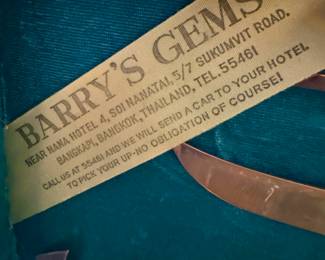 BARRY'S GEMS
NEAR NANA HOTEL 4, SOI NANATAI, 5/7 SUKUMVIT ROAD.
BANGKAPI, BANGKOK, THAILAND, TEL. 55461
CALL US AT 55461 AND WE WILL SEND A CAR TO YOUR HOTEL
TO PICK YOUR UP-NO OBLIGATION OF COURSE!